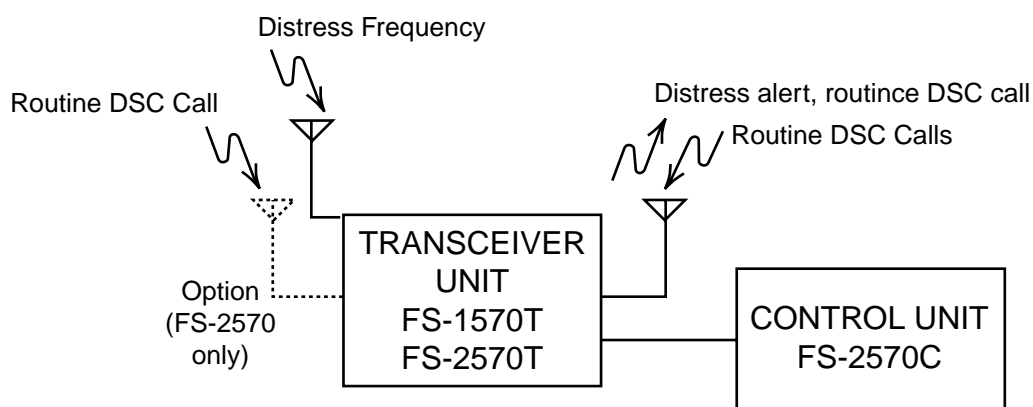 Distress Frequency
Routine DSC Call
Distress alert, routince DSC call
Routine DSC Calls
TRANSCEIVER
UNIT
FS-1570T
FS-2570T
Option
(FS-2570
only)
CONTROL UNIT
FS-2570C